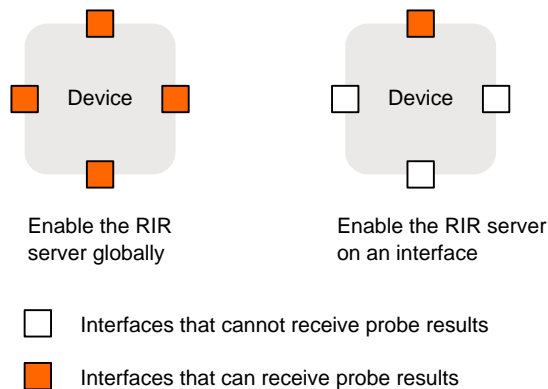 Device
Device
Enable the RIR
server globally
Enable the RIR server
on an interface
Interfaces that cannot receive probe results
Interfaces that can receive probe results